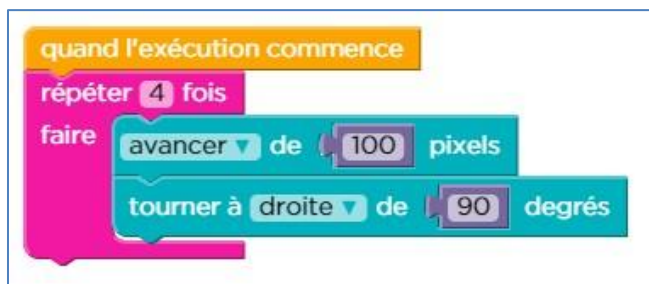 quand l'exécution commence
répéter 4 fois
faire
avancer de 100 pixels
tourner à droite de 90 degrés